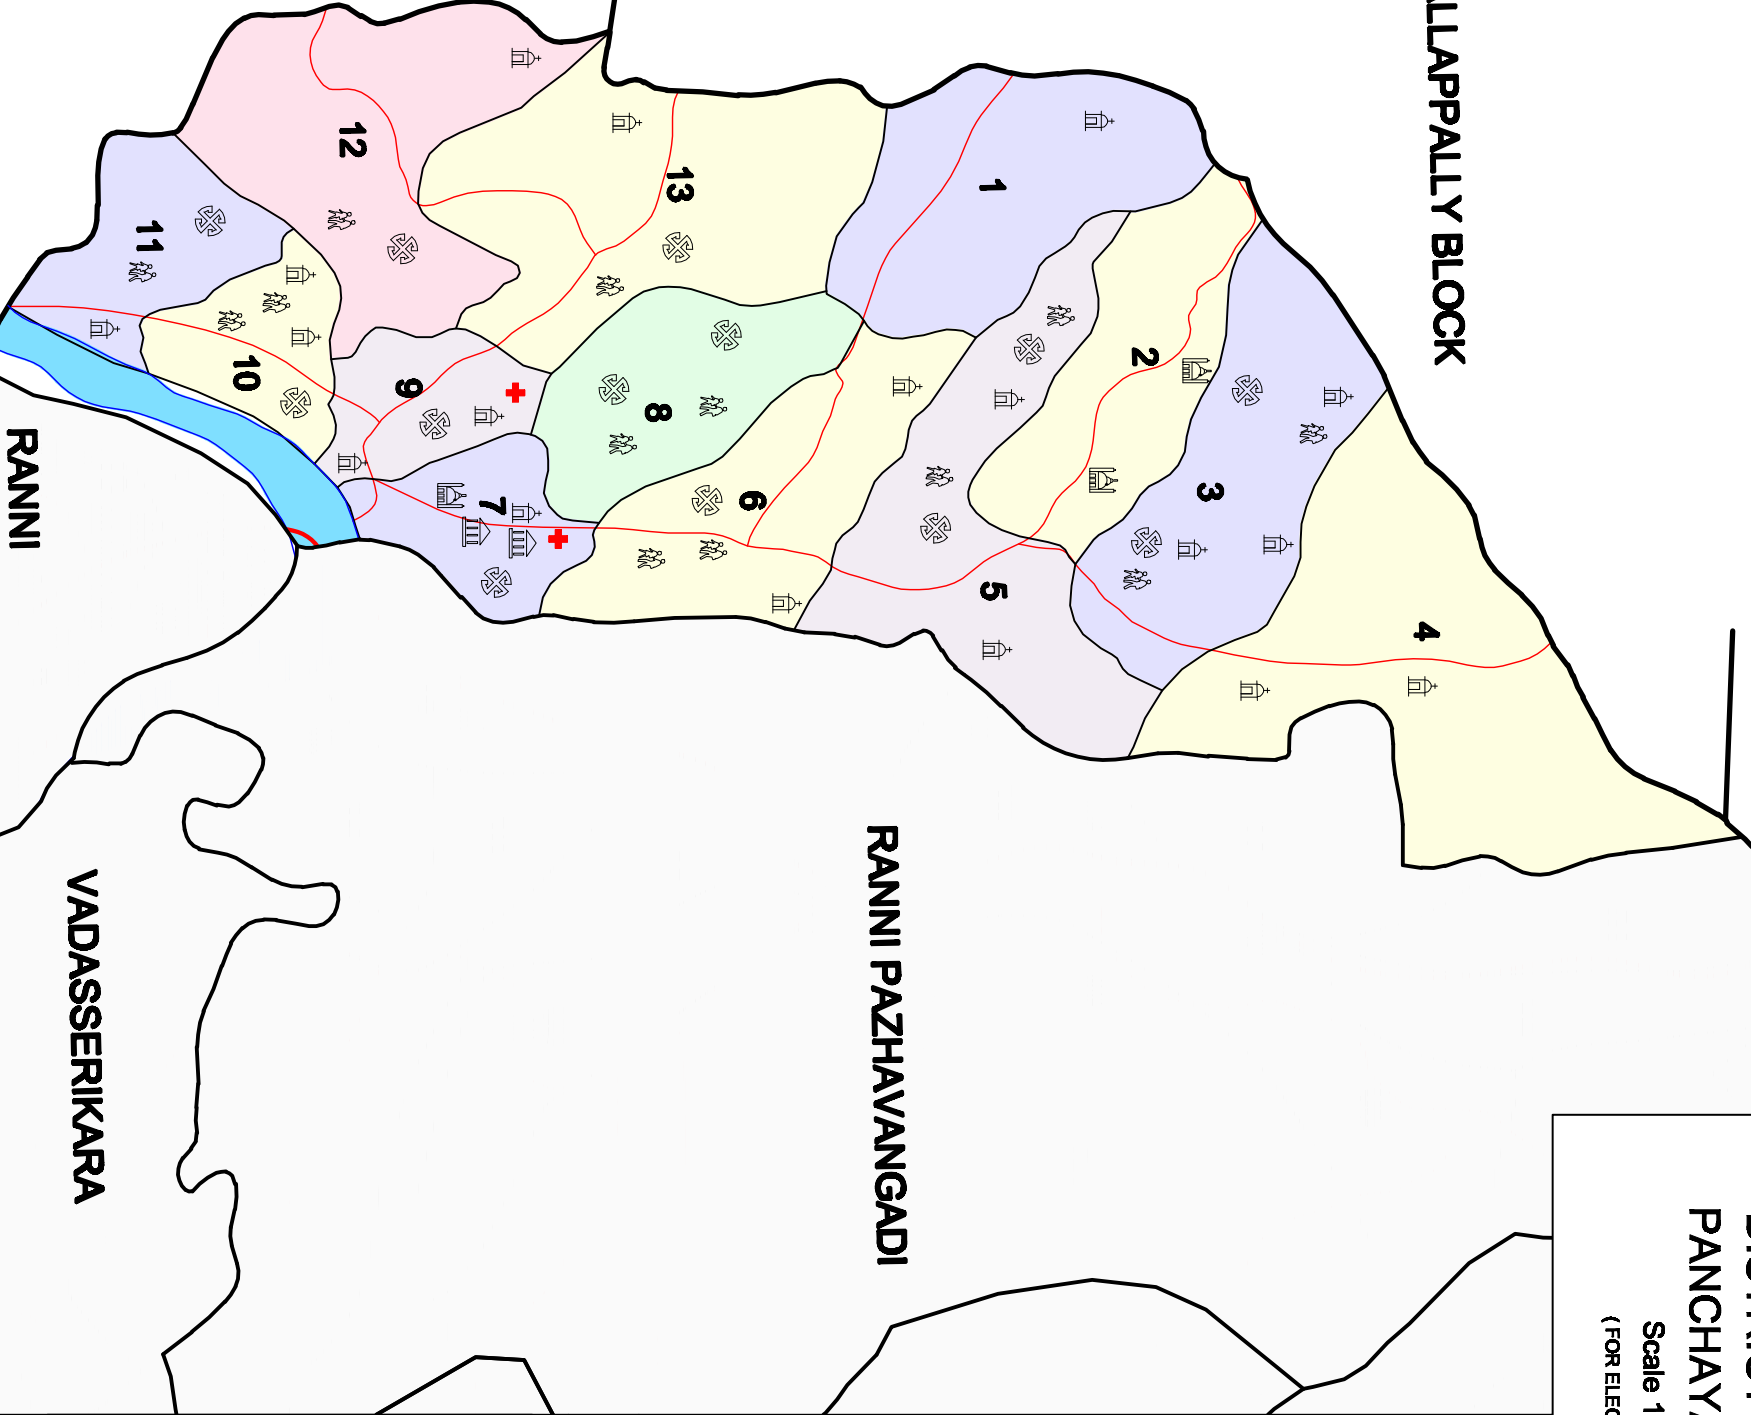 LLAPPALLY BLOCK
PANCHAY
Scale 1
( FOR ELEC
1
2
3
4
5
6
7
8
9
10
11
12
13
RANNI PAZHAVANGADI
VADASSERIKARA
RANNI